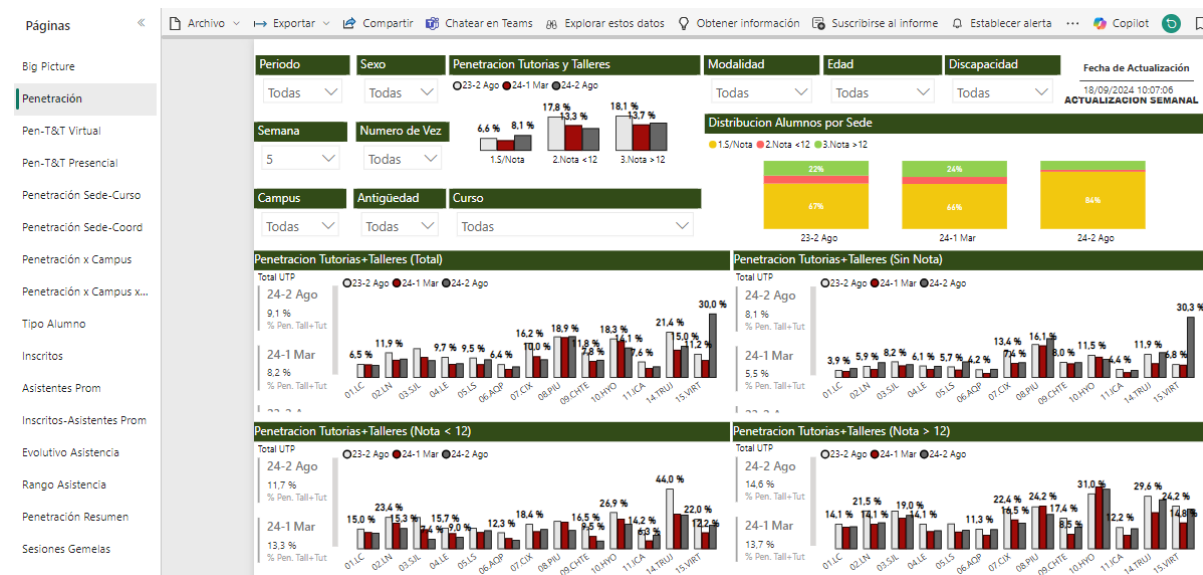 Páginas
Archivo
Exportar
Compartir
Chatear en Teams
Explorar estos datos
Obtener información
Suscribirse al informe
Establecer alerta
Copilot
Big Picture
Penetración
Pen-T&T Virtual
Pen-T&T Presencial
Penetración Sede-Curso
Penetración Sede-Coord
Penetración x Campus
Penetración x Campus x...
Tipo Alumno
Inscritos
Asistentes Prom
Inscritos-Asistentes Prom
Evolutivo Asistencia
Rango Asistencia
Penetración Resumen
Sesiones Gemelas
Periodo
Todas
Sexo
Todas
Semana
5
Numero de Vez
Todas
Campus
Todas
Antigüedad
Todas
Curso
Todas
Penetracion Tutorias y Talleres
23-2 Ago 24-1 Mar 24-2 Ago
6,6 % 8,1 %
17,8 % 13,3 %
18,1 % 13,7 %
1.S/Nota 2.Nota <12 3.Nota >12
Modalidad
Todas
Edad
Todas
Discapacidad
Todas
Fecha de Actualización
18/09/2024 10:07:06
ACTUALIZACION SEMANAL
Distribucion Alumnos por Sede
1.S/Nota 2.Nota <12 3.Nota >12
22% 24%
67% 66% 84%
23-2 Ago 24-1 Mar 24-2 Ago
Penetracion Tutorias+Talleres (Total)
Total UTP
24-2 Ago
9,1 %
% Pen. Tall+Tut
24-1 Mar
8,2 %
% Pen. Tall+Tut
23-2 Ago 24-1 Mar 24-2 Ago
6,5 % 11,9 % 9,7 % 9,5 % 6,4 % 16,2 % 10,0 % 18,9 % 11,8 % 7,8 % 18,3 % 14,1 % 7,6 % 21,4 % 15,0 % 11,2 % 30,0 %
01.LC 02.LN 03.SJL 04.LE 05.LS 06.AQP 07.CIX 08.PIU 09.CHTE 10.HYO 11.ICA 14.TRUJ 15.VIRT
Penetracion Tutorias+Talleres (Sin Nota)
Total UTP
24-2 Ago
8,1 %
% Pen. Tall+Tut
24-1 Mar
5,5 %
% Pen. Tall+Tut
23-2 Ago 24-1 Mar 24-2 Ago
3,9 % 5,9 % 8,2 % 6,1 % 5,7 % 4,2 % 13,4 % 7,4 % 16,1 % 8,0 % 11,5 % 4,4 % 11,9 % 6,8 % 30,3 %
01.LC 02.LN 03.SJL 04.LE 05.LS 06.AQP 07.CIX 08.PIU 09.CHTE 10.HYO 11.ICA 14.TRUJ 15.VIRT
Penetracion Tutorias+Talleres (Nota < 12)
Total UTP
24-2 Ago
11,7 %
% Pen. Tall+Tut
24-1 Mar
13,3 %
% Pen. Tall+Tut
23-2 Ago 24-1 Mar 24-2 Ago
15,0 % 23,4 % 15,3 % 7,4 % 15,7 % 9,0 % 12,3 % 18,4 % 16,5 % 9,5 % 26,9 % 14,2 % 6,3 % 44,0 % 22,0 % 12,2 %
01.LC 02.LN 03.SJL 04.LE 05.LS 06.AQP 07.CIX 08.PIU 09.CHTE 10.HYO 11.ICA 14.TRUJ 15.VIRT
Penetracion Tutorias+Talleres (Nota > 12)
Total UTP
24-2 Ago
14,6 %
% Pen. Tall+Tut
24-1 Mar
13,7 %
% Pen. Tall+Tut
23-2 Ago 24-1 Mar 24-2 Ago
14,1 % 21,5 % 14,1 % 19,0 % 14,1 % 11,3 % 22,4 % 16,5 % 24,2 % 17,4 % 8,5 % 31,0 % 12,2 % 29,6 % 24,2 % 14,8 %
01.LC 02.LN 03.SJL 04.LE 05.LS 06.AQP 07.CIX 08.PIU 09.CHTE 10.HYO 11.ICA 14.TRUJ 15.VIRT